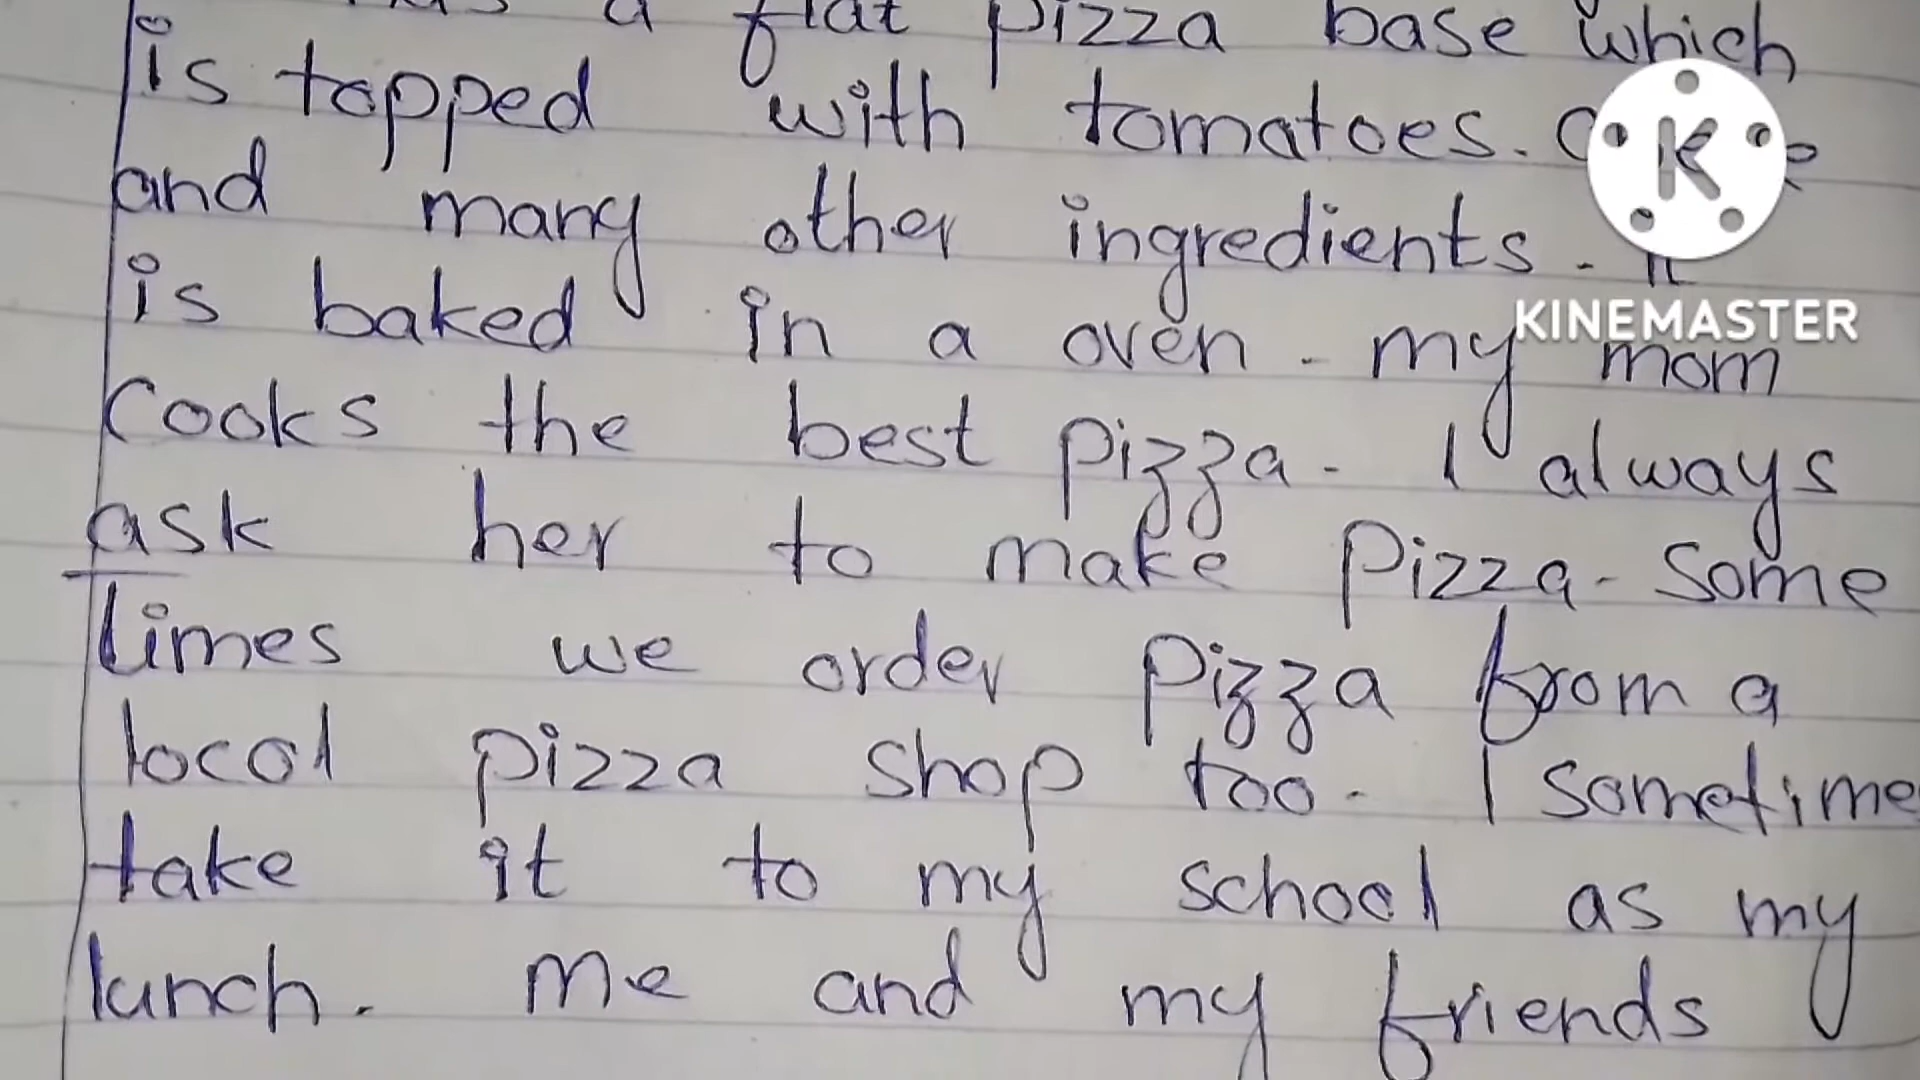 a flat pizza base which
is topped with tomatoes.
and many other ingredients. It
is baked in a oven. my mom
KINEMASTER
Cooks the best pizza. I always
ask her to make pizza. Some
times we order pizza from a
local pizza shop too. I sometime
take it to my school as my
lunch. me and my friends